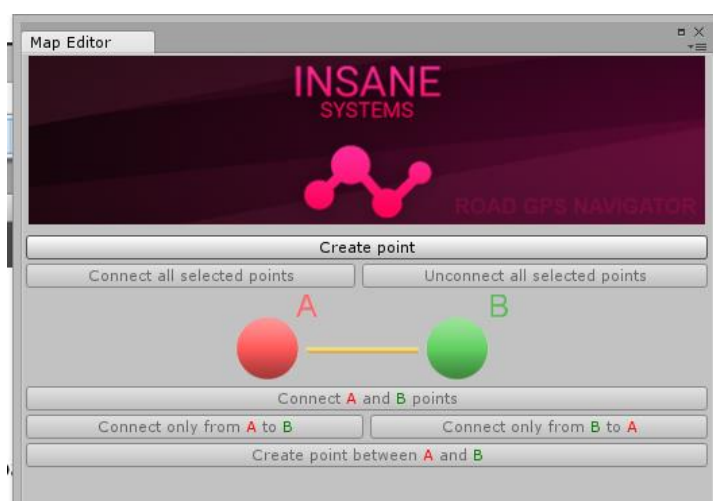 Map Editor
INSANE
SYSTEMS
ROAD GPS NAVIGATOR
Create point
Connect all selected points
Unconnect all selected points
A
B
Connect A and B points
Connect only from A to B
Connect only from B to A
Create point between A and B